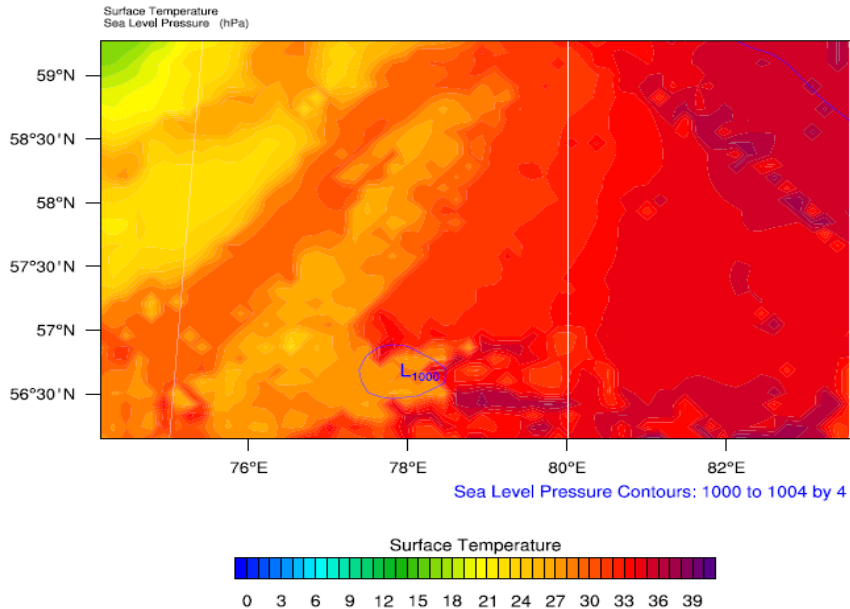 Surface Temperature
Sea Level Pressure (hPa)
59°N
58°30'N
58°N
57°30'N
57°N
56°30'N
L1000
76°E 78°E 80°E 82°E
Sea Level Pressure Contours: 1000 to 1004 by 4
Surface Temperature
0 3 6 9 12 15 18 21 24 27 30 33 36 39